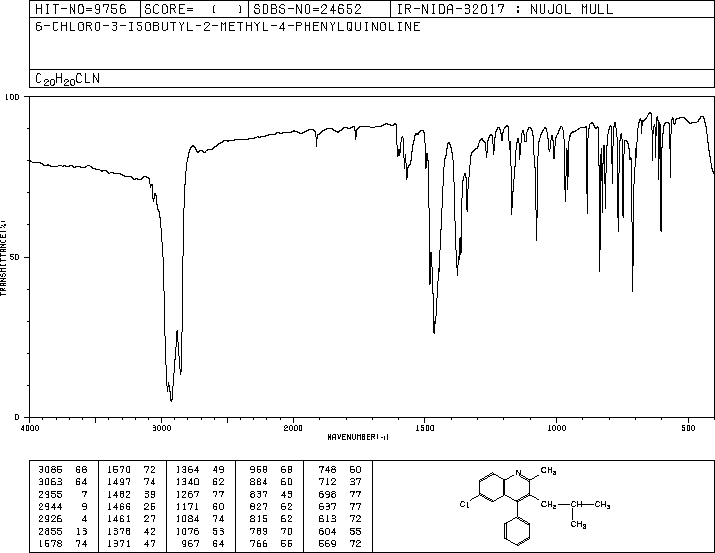 HIT-NO=9756 SCORE= ( ) SDBS-NO=24652 IR-NIDA-32017 : NUJOL MULL
6-CHLORO-3-ISOBUTYL-2-METHYL-4-PHENYLQUINOLINE
C20H20CLN
100
50
0
TRANSMITTANCE(%)
4000 3000 2000 1500 1000 500
WAVENUMBER(-1)
3085 68 1570 72 1364 49 968 68 748 60
3063 64 1497 74 1340 62 884 60 712 37
2955 7 1482 39 1267 77 837 43 698 77
2944 9 1466 26 1171 60 827 62 637 77
2926 4 1461 27 1084 74 815 62 613 72
2855 13 1378 42 1076 53 789 70 604 55
1578 74 1371 47 967 64 766 56 569 72
N CH3
Cl CH2 CH CH3
CH3